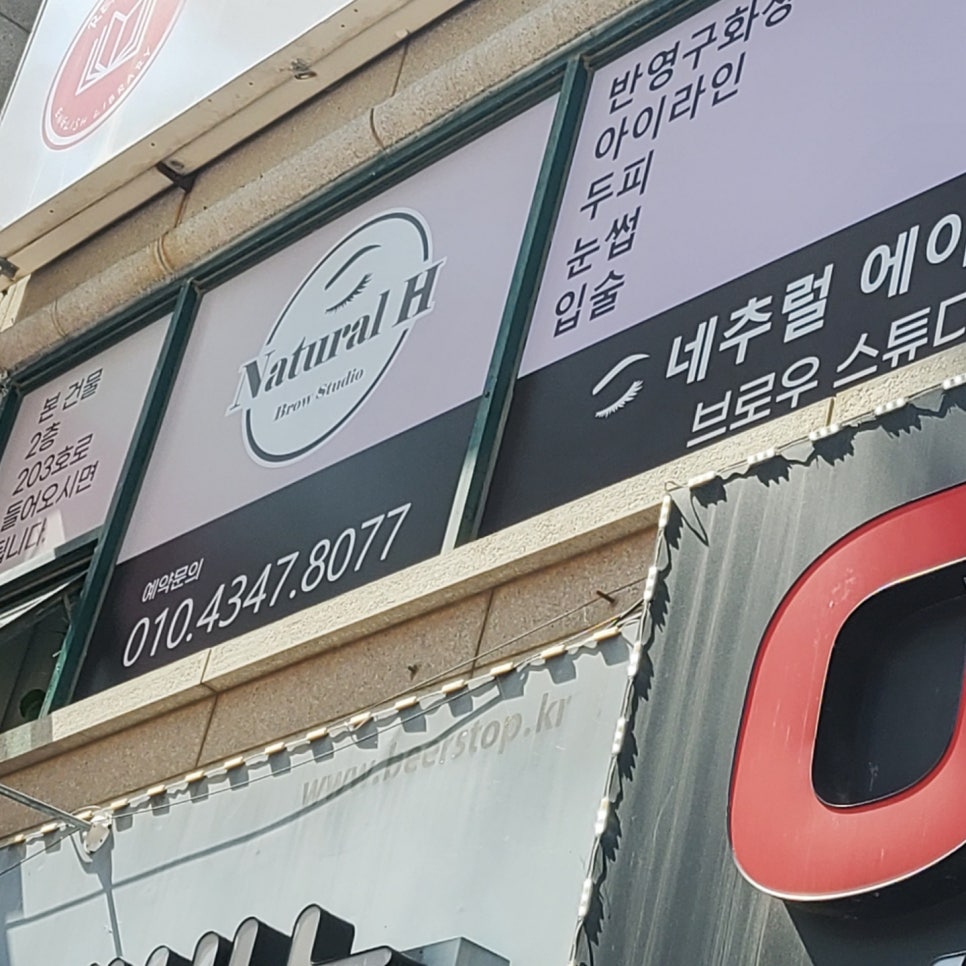 ENGLISH LIBRARY
본 건물
2층
203호로
들어오시면
됩니다.
Natural H
Brow Studio
예약문의
010.4347.8077
반영구화장
아이라인
두피
눈썹
입술
네추럴 에이
브로우 스튜디
www.beerstop.kr